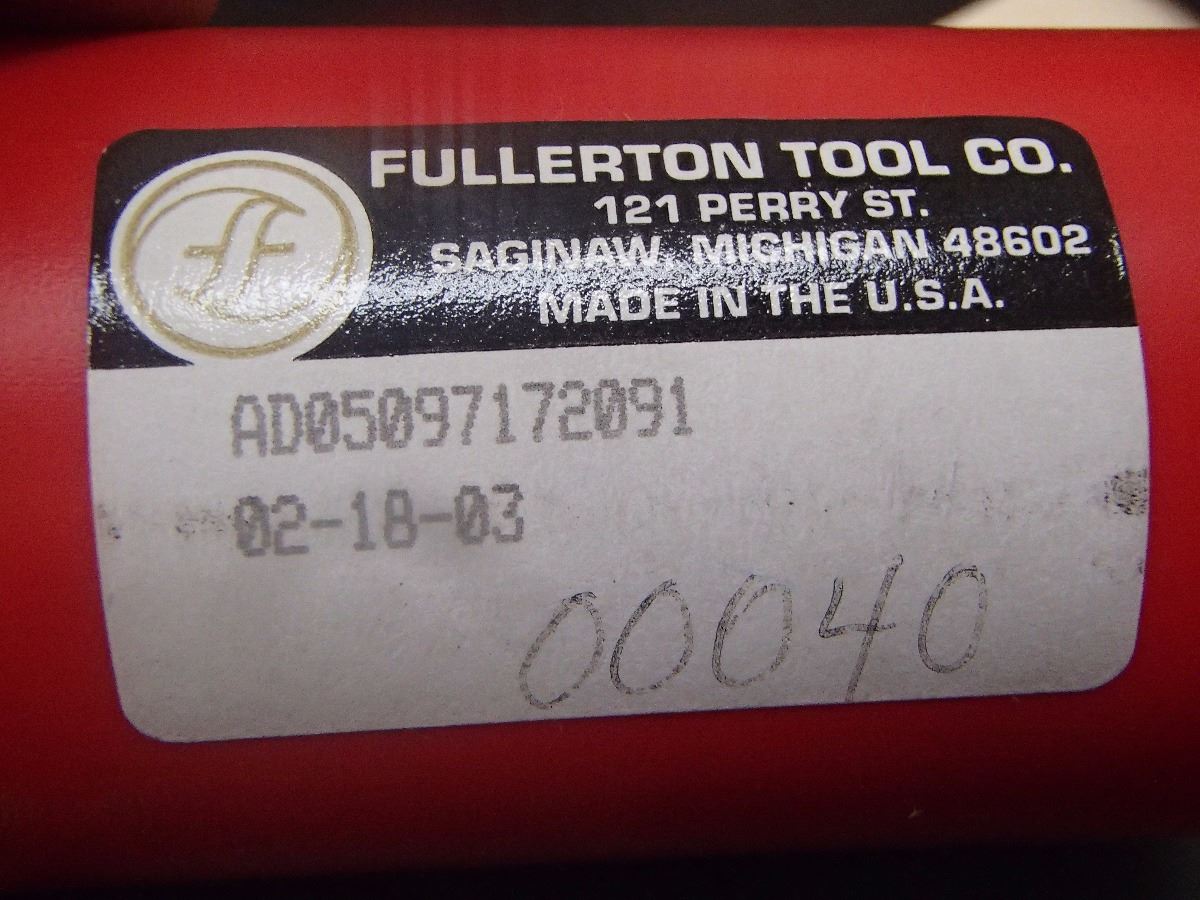 FULLERTON TOOL CO.
121 PERRY ST.
SAGINAW, MICHIGAN 48602
MADE IN THE U.S.A.
AD05097172091
02-18-03
00040